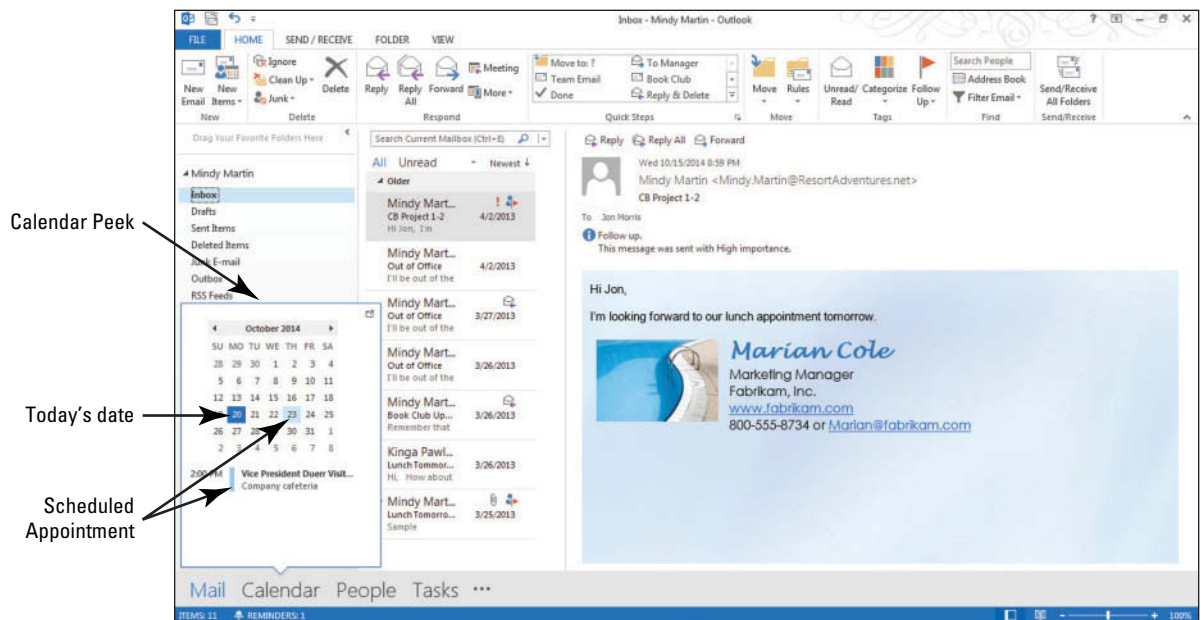 Inbox - Mindy Martin - Outlook
FILE HOME SEND / RECEIVE FOLDER VIEW
New Email
New Items
New
Ignore
Clean Up
Junk
Delete
Delete
Reply
Reply All
Forward
Meeting
More
Respond
Move to: ?
Team Email
Done
To Manager
Book Club
Reply & Delete
Quick Steps
Move
Rules
Move
Unread/ Read
Categorize
Follow Up
Tags
Search People
Address Book
Filter Email
Find
Send/Receive All Folders
Send/Receive
Drag Your Favorite Folders Here
Mindy Martin
Inbox
Drafts
Sent Items
Deleted Items
Junk E-mail
Outbox
RSS Feeds
Calendar Peek
October 2014
SU MO TU WE TH FR SA
28 29 30 1 2 3 4
5 6 7 8 9 10 11
12 13 14 15 16 17 18
20 21 22 23 24 25
26 27 28 30 31 1
2 3 4 5 6 7 8
Today's date
2:00 PM Vice President Duerr Visit...
Company cafeteria
Scheduled
Appointment
Search Current Mailbox (Ctrl+E)
All Unread Newest
Older
Mindy Mart...
CB Project 1-2 4/2/2013
Hi Jon, I'm
Mindy Mart...
Out of Office 4/2/2013
I'll be out of the
Mindy Mart...
Out of Office 3/27/2013
I'll be out of the
Mindy Mart...
Out of Office 3/26/2013
I'll be out of the
Mindy Mart...
Book Club Up... 3/26/2013
Remember that
Kinga Pawl...
Lunch Tommor... 3/26/2013
Hi, How about
Mindy Mart...
Lunch Tomorro... 3/25/2013
Sample
Reply Reply All Forward
Wed 10/15/2014 8:59 PM
Mindy Martin <Mindy.Martin@ResortAdventures.net>
CB Project 1-2
To Jon Morris
Follow up.
This message was sent with High importance.
Hi Jon,
I'm looking forward to our lunch appointment tomorrow.
Marian Cole
Marketing Manager
Fabrikam, Inc.
www.fabrikam.com
800-555-8734 or Marian@fabrikam.com
Mail Calendar People Tasks ...
ITEMS: 11 REMINDERS: 1
100%